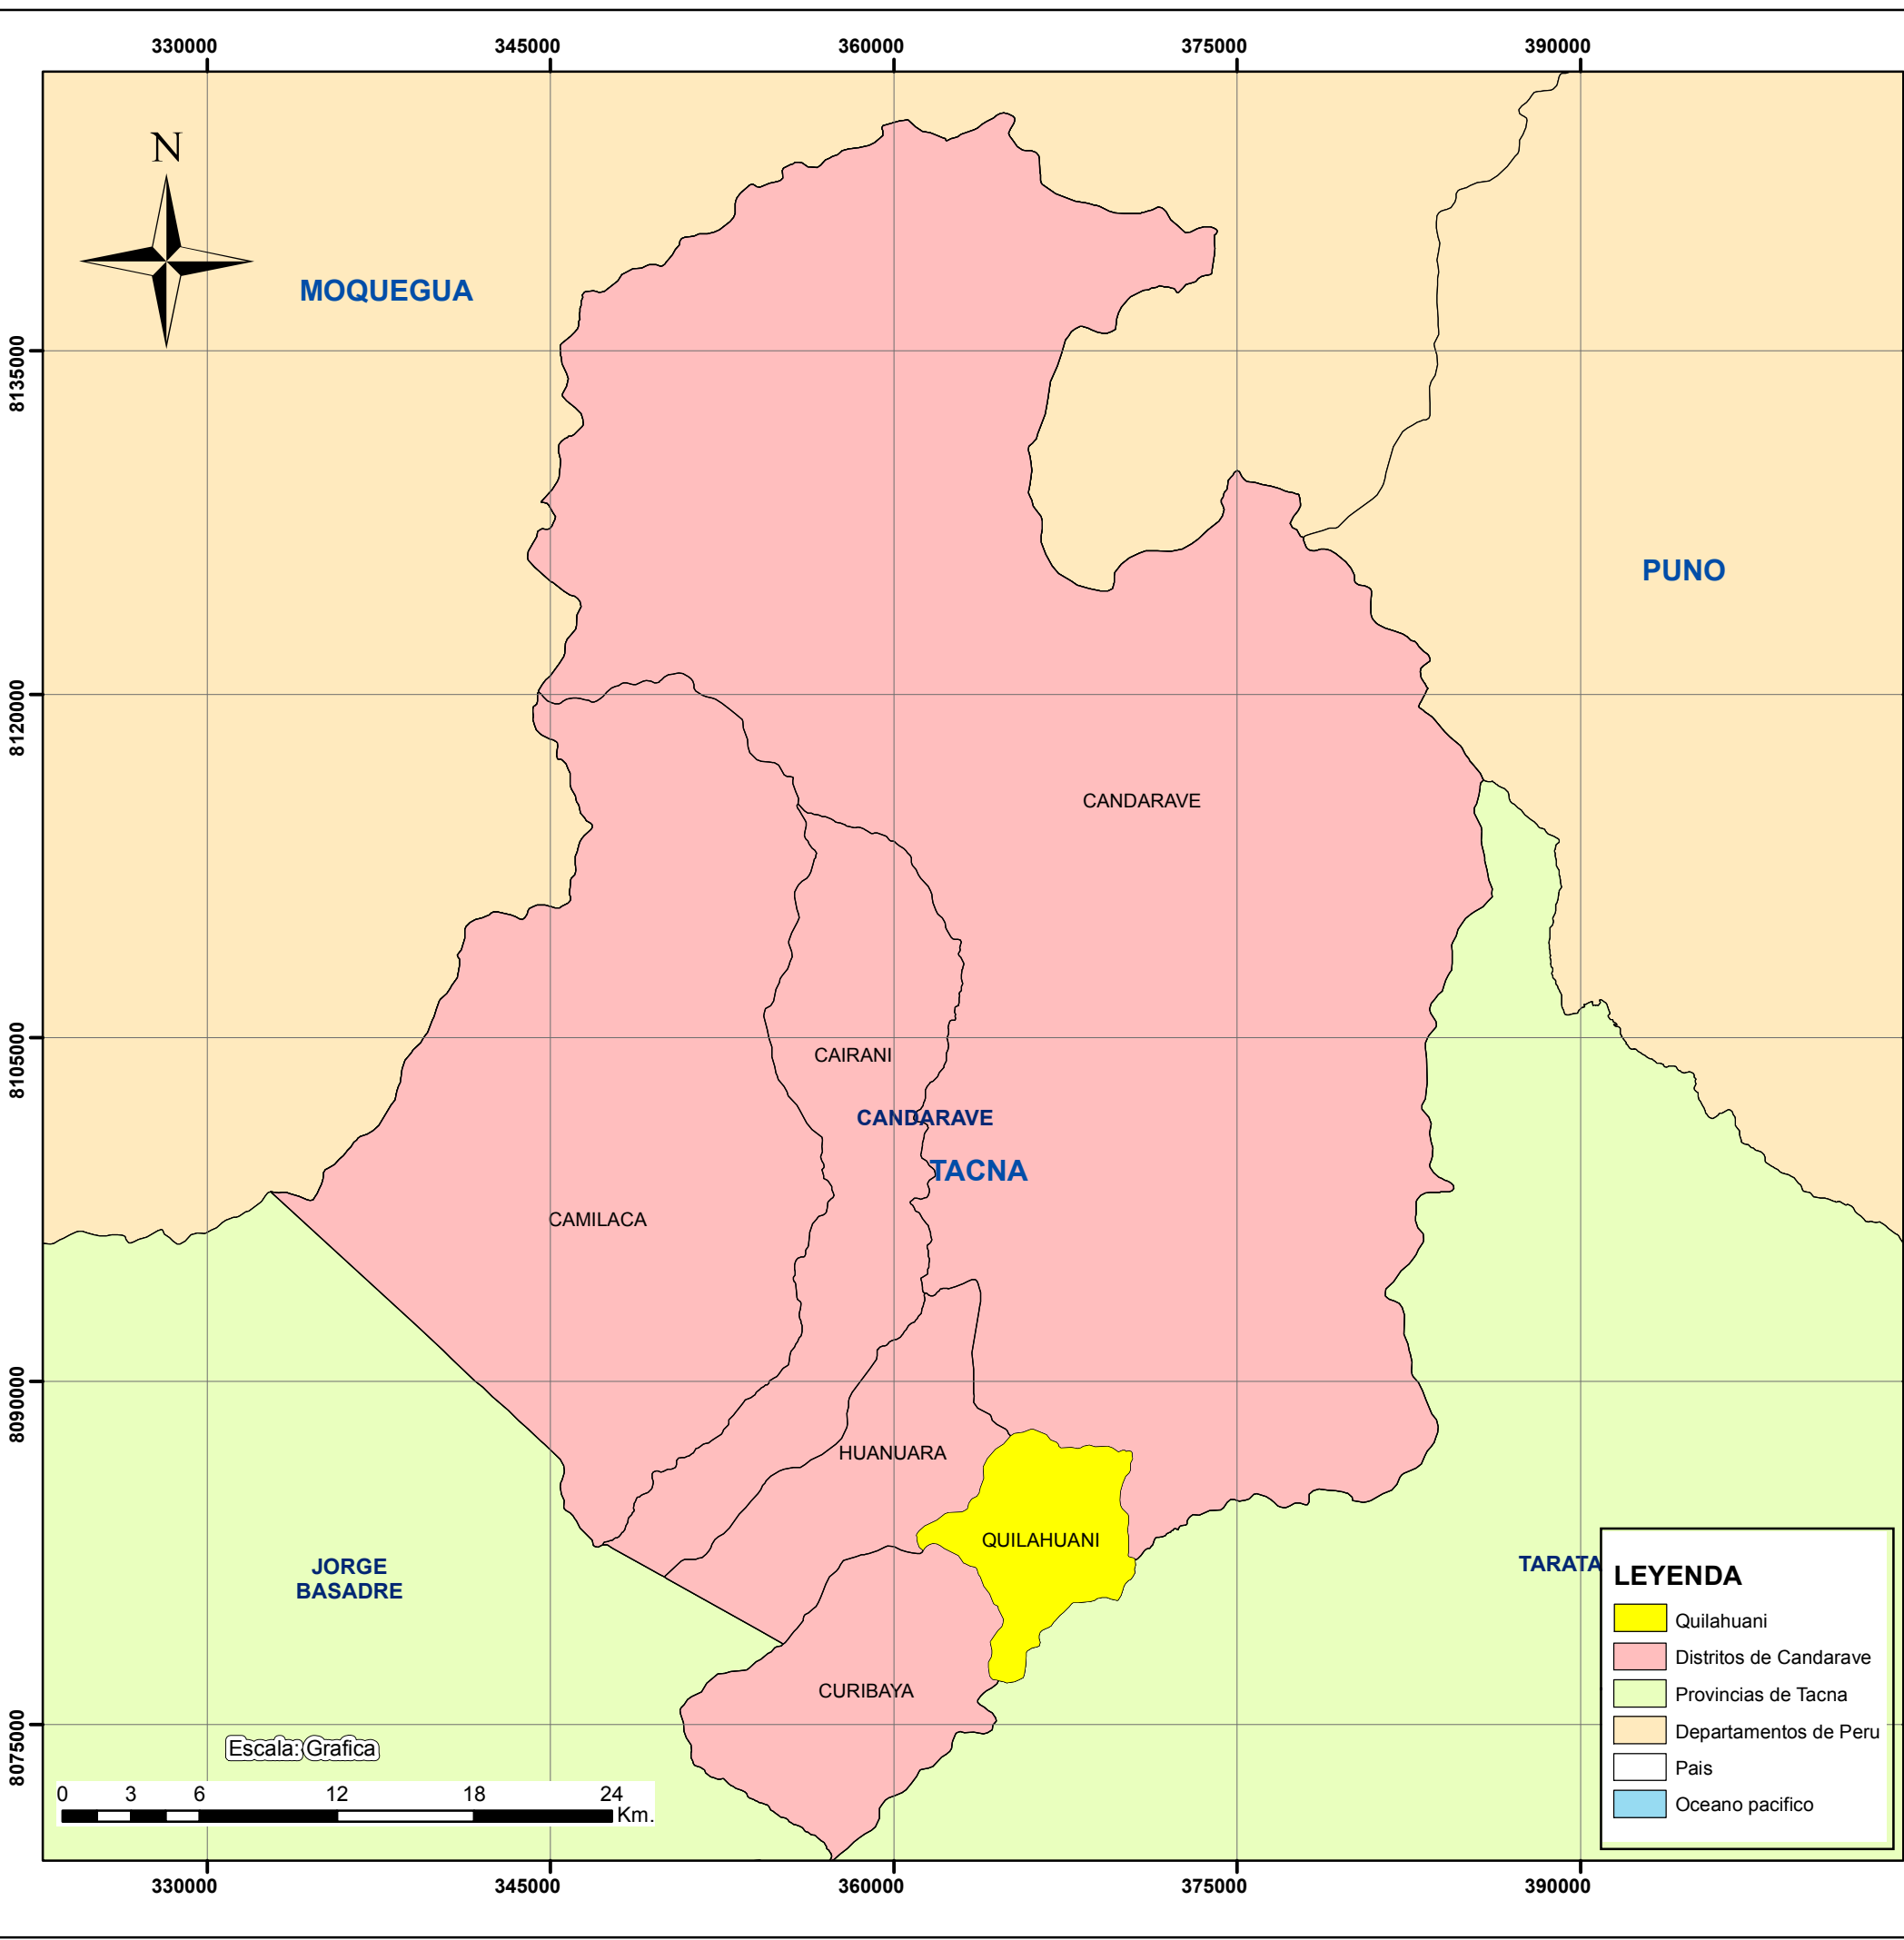 330000 345000 360000 375000 390000
N
MOQUEGUA
8135000
PUNO
8120000
CANDARAVE
8105000
CAIRANI
CANDARAVE
TACNA
CAMILACA
8090000
HUANUARA
QUILAHUANI
JORGE
BASADRE
TARATA
LEYENDA
Quilahuani
Distritos de Candarave
Provincias de Tacna
Departamentos de Peru
Pais
Oceano pacifico
CURIBAYA
8075000
Escala: Grafica
0 3 6 12 18 24
Km.
330000 345000 360000 375000 390000